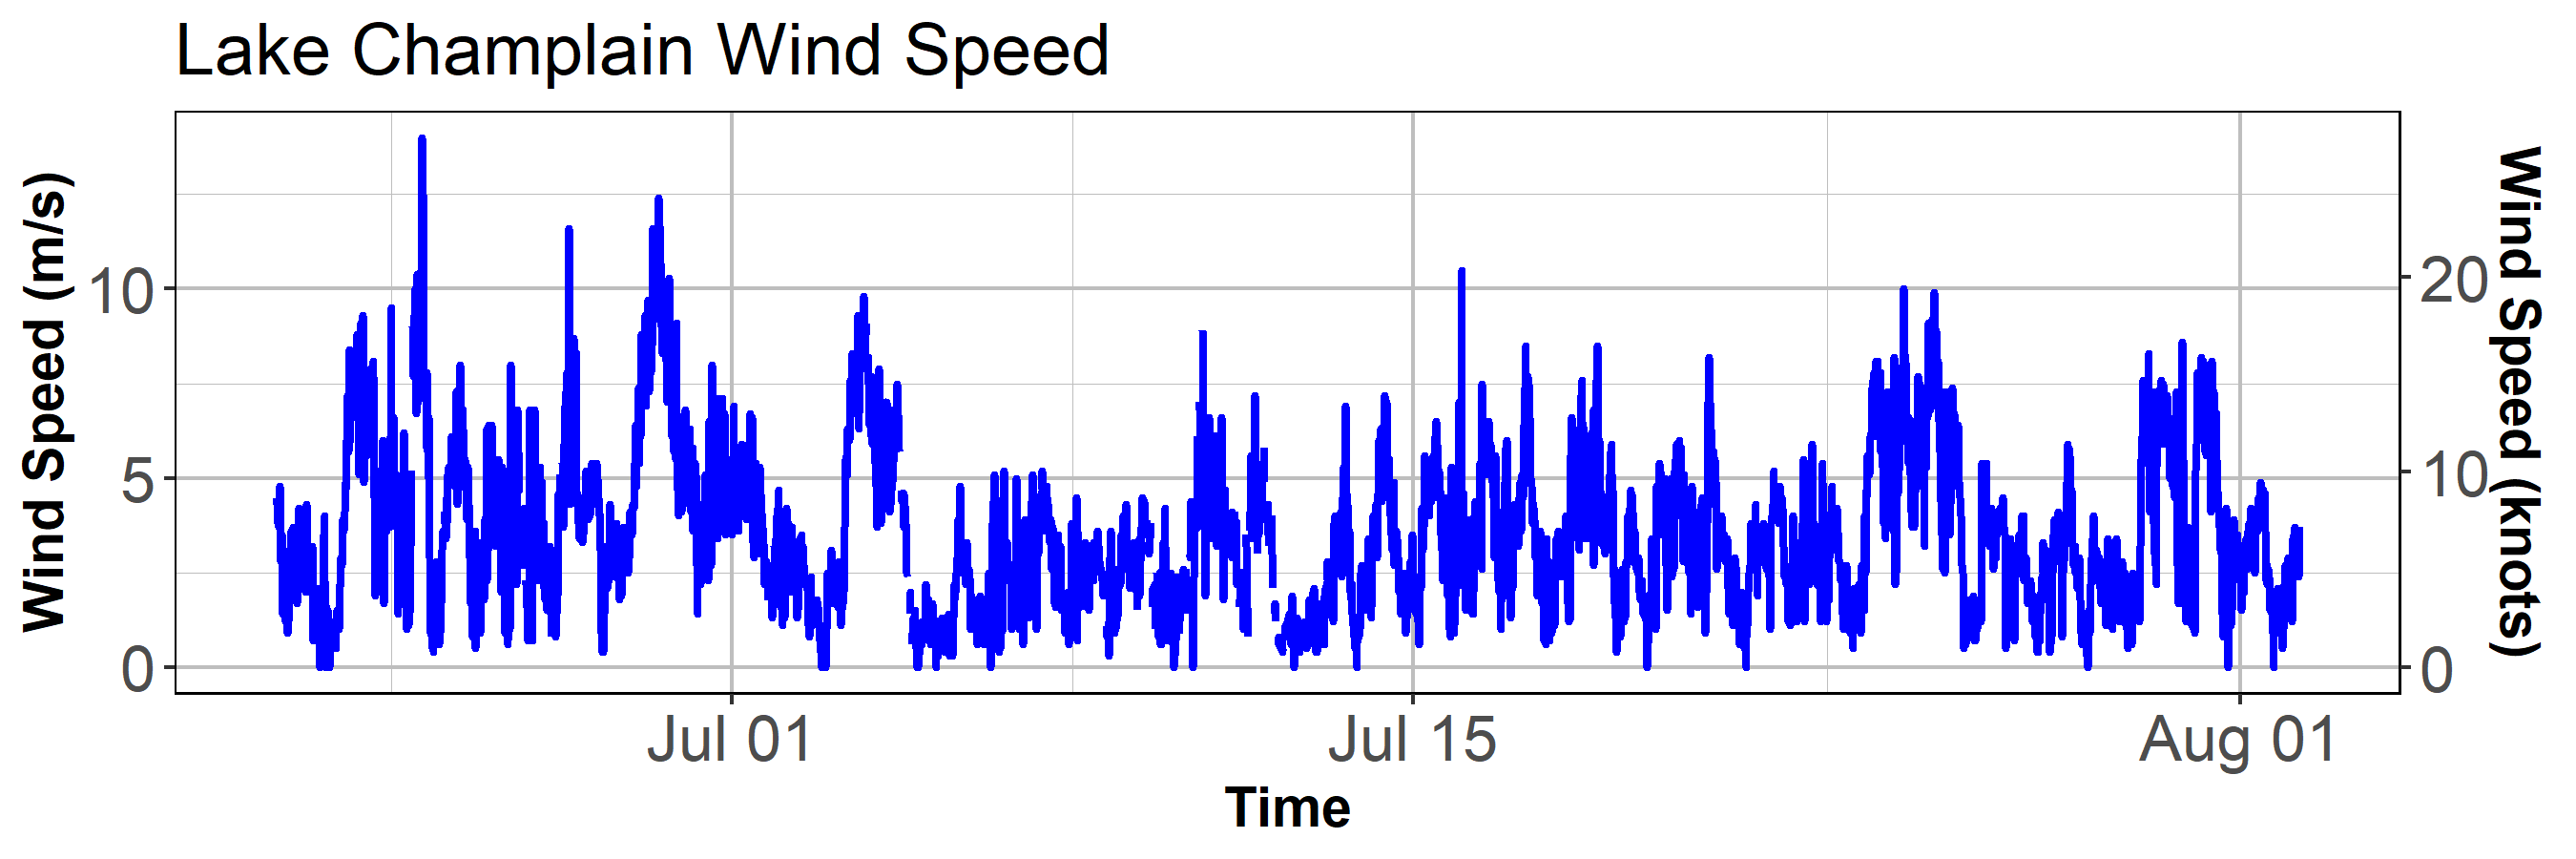 Lake Champlain Wind Speed
Wind Speed (m/s)
10
5
0
20
10
0
Wind Speed (knots)
Jul 01
Jul 15
Aug 01
Time